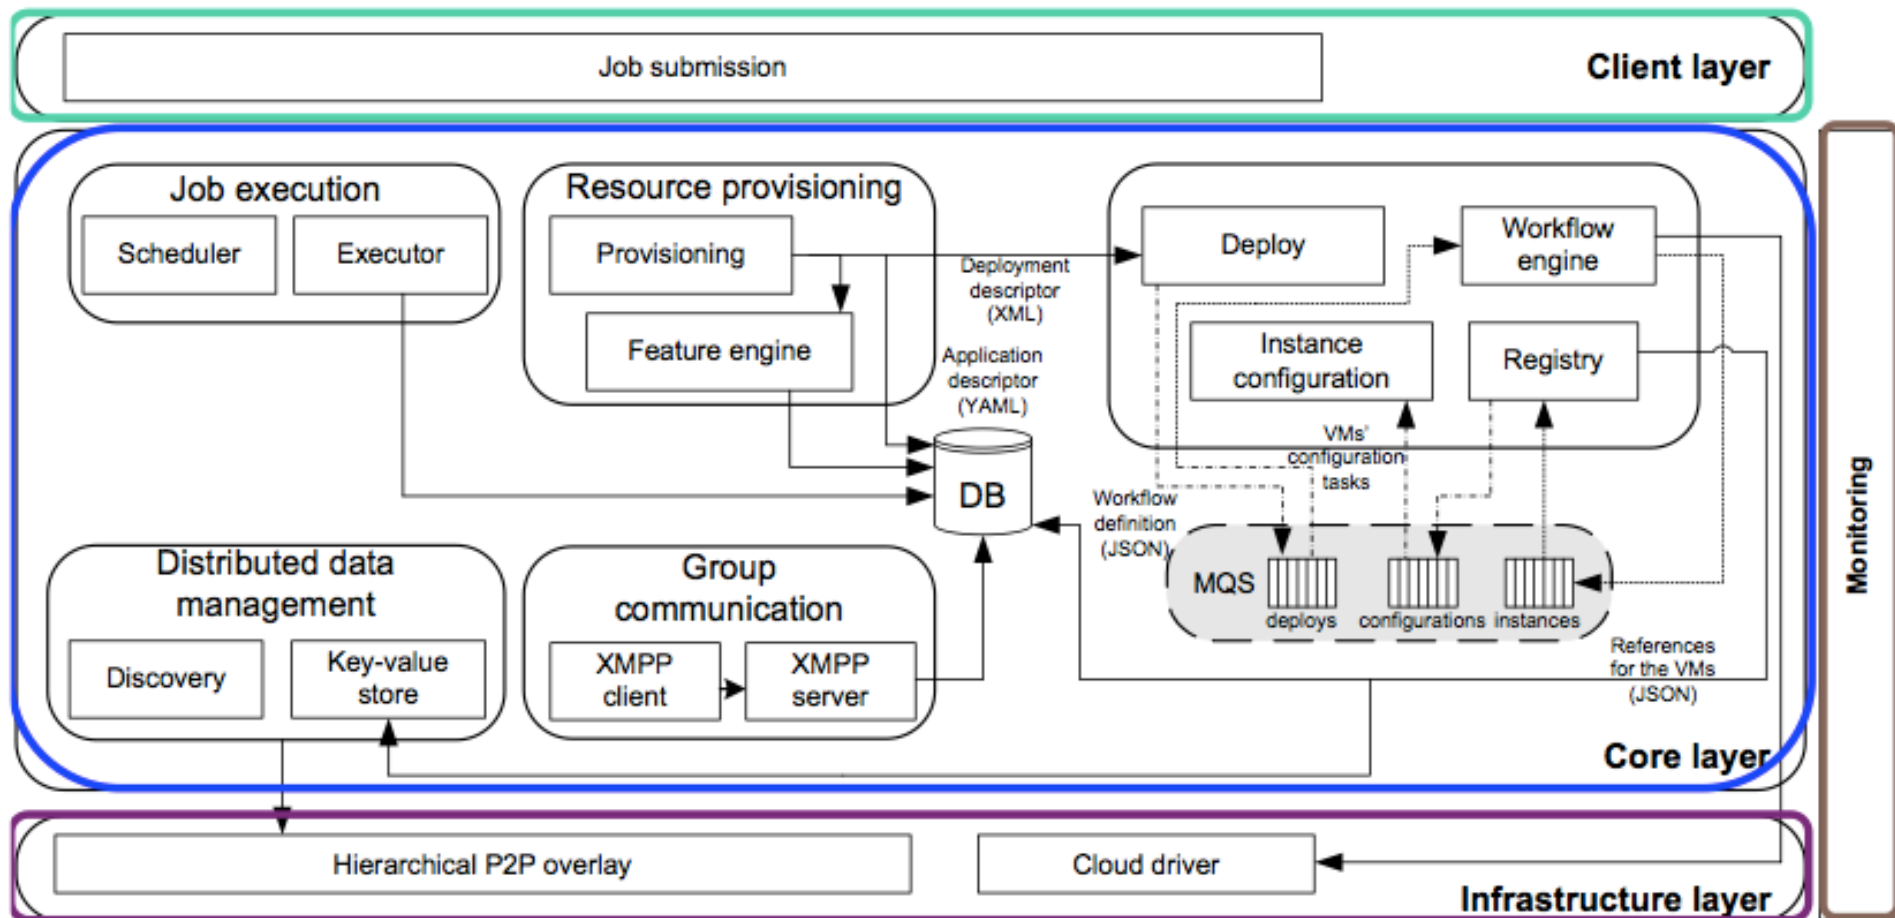 Job submission
Client layer
Job execution
Scheduler
Executor
Resource provisioning
Provisioning
Feature engine
Deployment
descriptor
(XML)
Application
descriptor
(YAML)
Deploy
Workflow
engine
Instance
configuration
Registry
VMs'
configuration
tasks
DB
Workflow
definition
(JSON)
MQS
deploys
configurations
instances
References
for the VMs
(JSON)
Distributed data
management
Discovery
Key-value
store
Group
communication
XMPP
client
XMPP
server
Core layer
Monitoring
Hierarchical P2P overlay
Cloud driver
Infrastructure layer